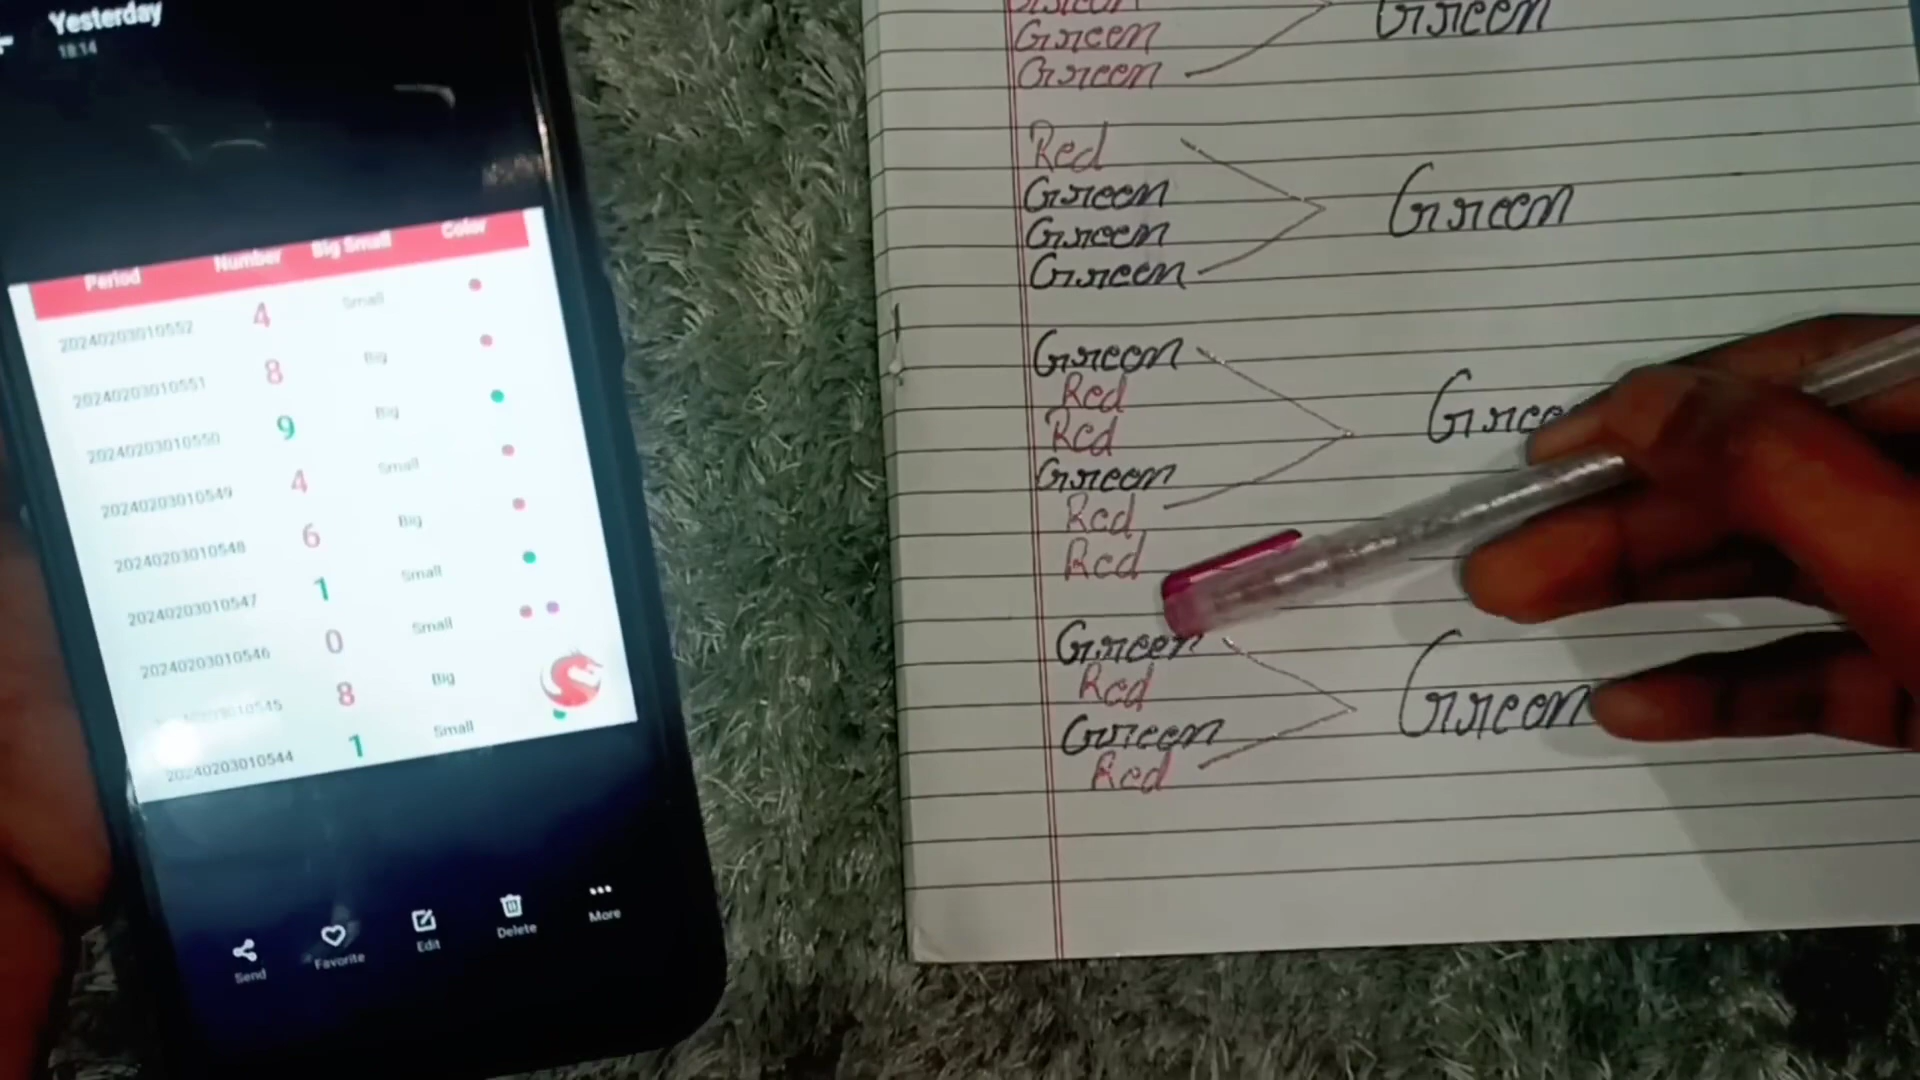 Yesterday
18:14
Period Number Big Small Color
20240203010552 4 Small
20240203010551 8 Big
20240203010550 9 Big
20240203010549 4 Small
20240203010548 6 Big
20240203010547 1 Small
20240203010546 0 Small
8 Big
20240203010544 1 Small
Send
Favorite
Edit
Delete
More
Green
Green
Green
Red
Green
Green
Green
Green
Green
Red
Red
Green
Red
Red
Green
Red
Green
Red
Green